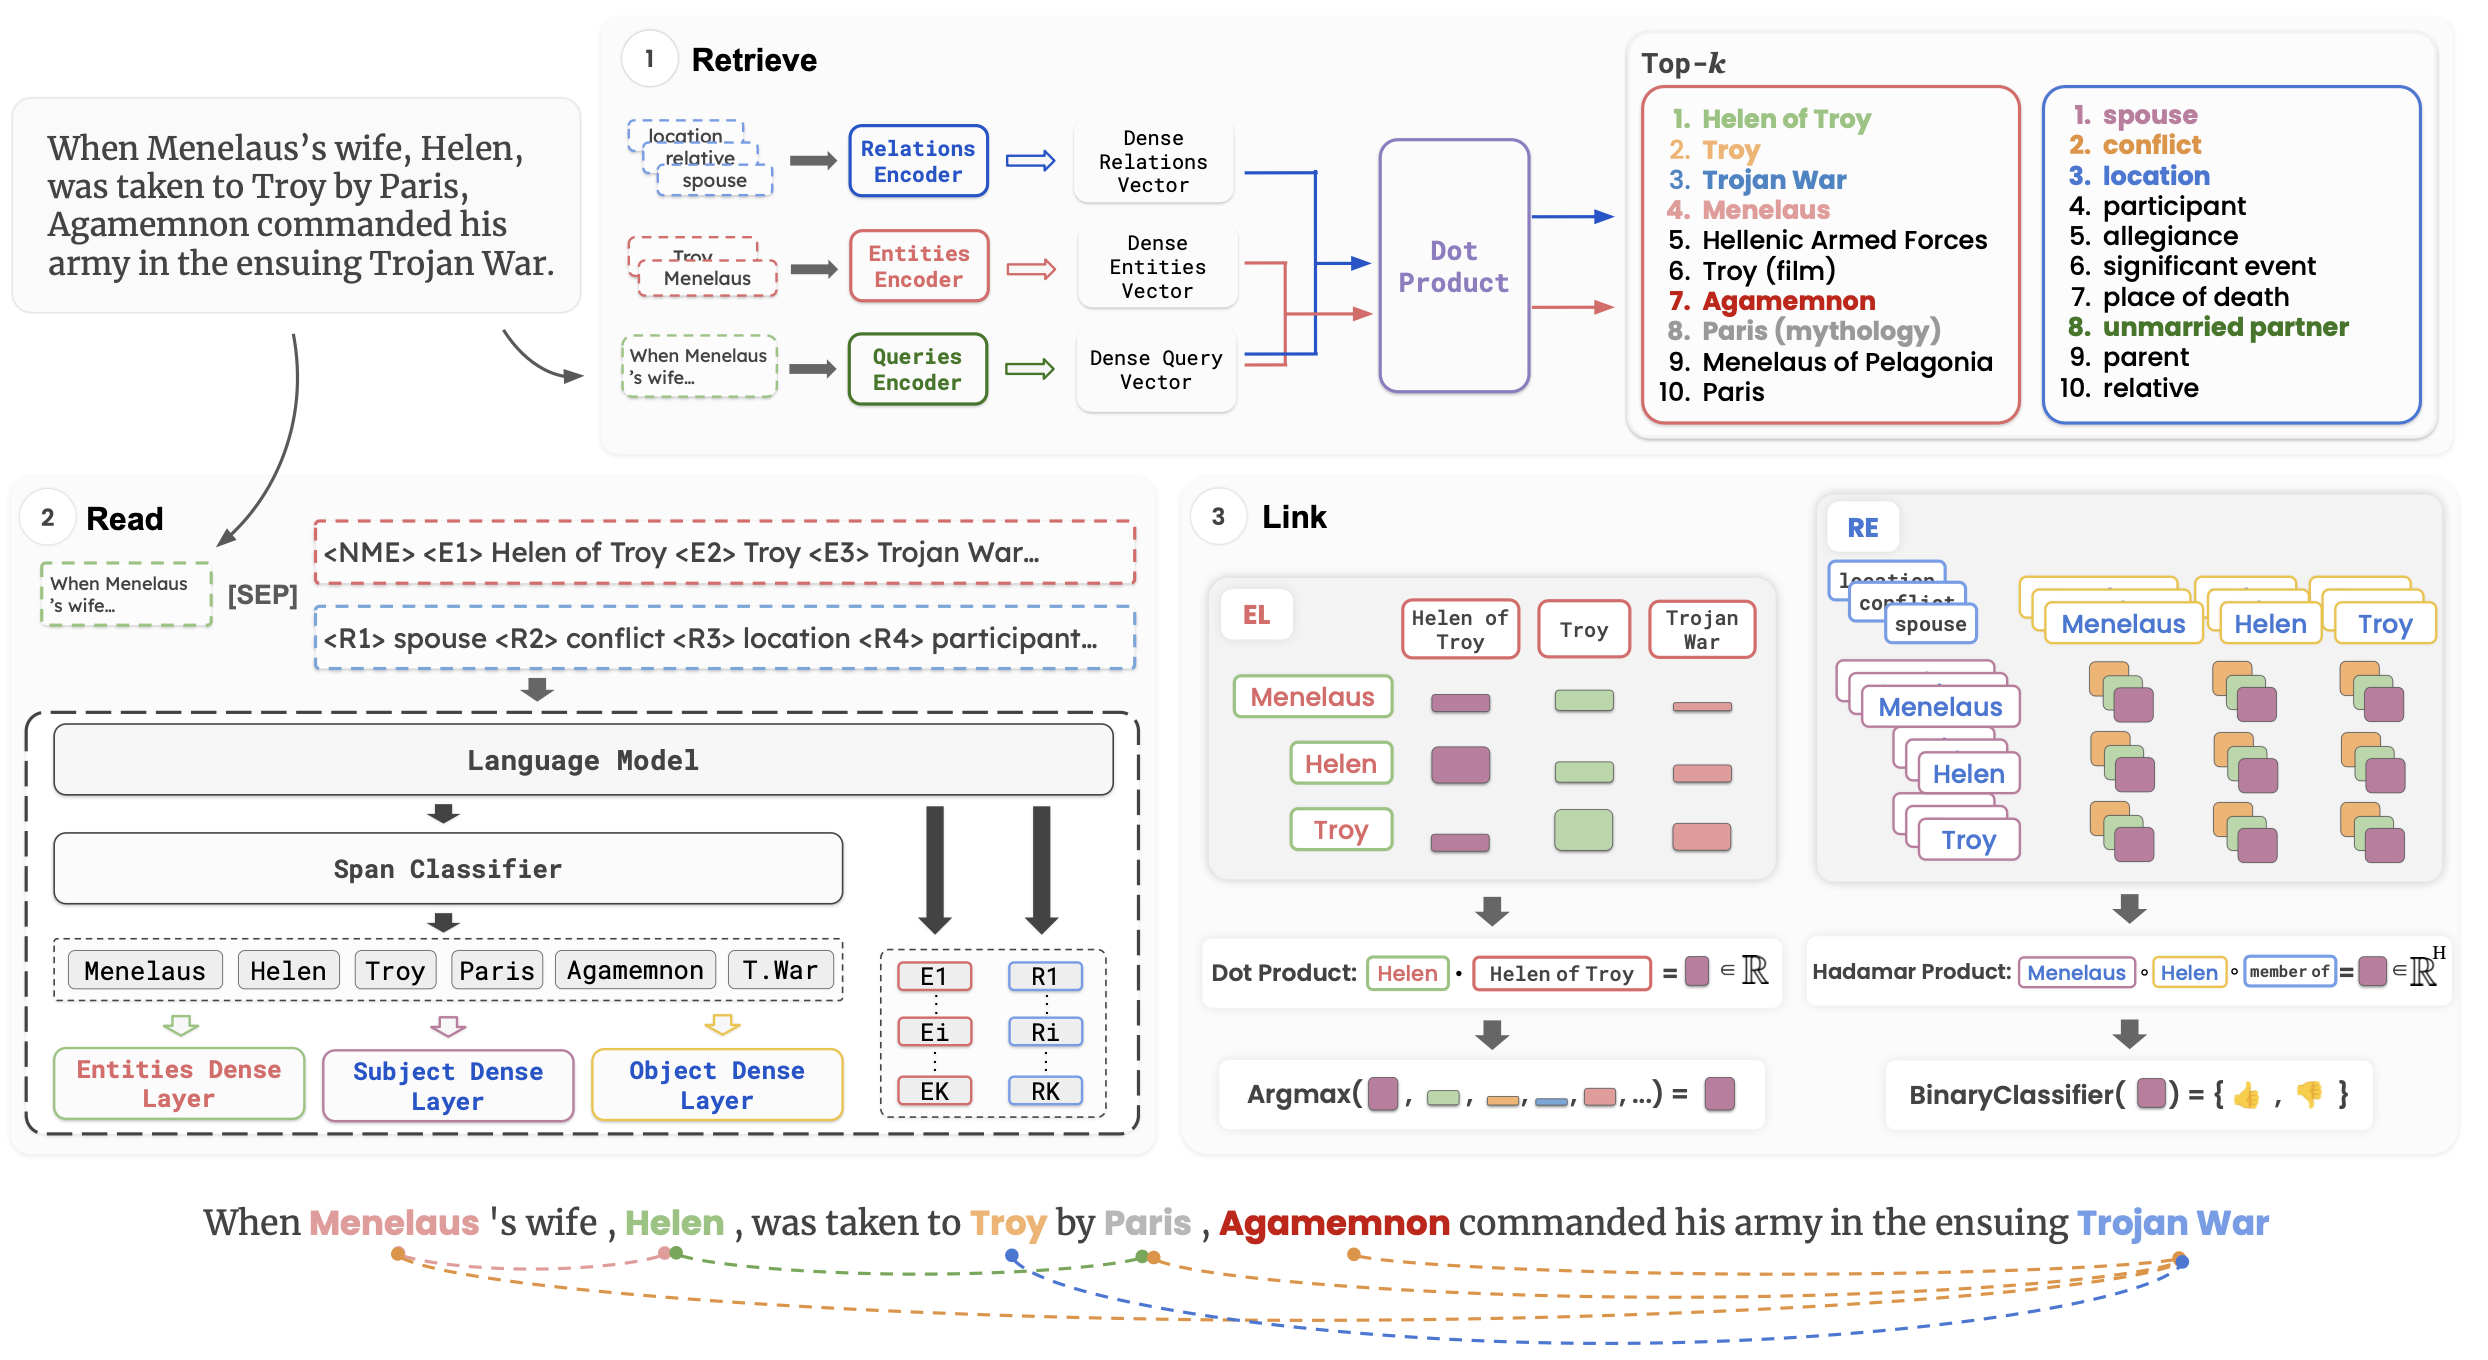 When Menelaus’s wife, Helen,
was taken to Troy by Paris,
Agamemnon commanded his
army in the ensuing Trojan War.
1 Retrieve
location
relative
spouse
Relations
Encoder
Dense
Relations
Vector
Troy
Menelaus
Entities
Encoder
Dense
Entities
Vector
When Menelaus
’s wife...
Queries
Encoder
Dense Query
Vector
Dot
Product
Top-k
1. Helen of Troy
2. Troy
3. Trojan War
4. Menelaus
5. Hellenic Armed Forces
6. Troy (film)
7. Agamemnon
8. Paris (mythology)
9. Menelaus of Pelagonia
10. Paris
1. spouse
2. conflict
3. location
4. participant
5. allegiance
6. significant event
7. place of death
8. unmarried partner
9. parent
10. relative
2 Read
When Menelaus
’s wife...
[SEP]
<NME> <E1> Helen of Troy <E2> Troy <E3> Trojan War...
<R1> spouse <R2> conflict <R3> location <R4> participant...
Language Model
Span Classifier
Menelaus Helen Troy Paris Agamemnon T.War
Entities Dense
Layer
Subject Dense
Layer
Object Dense
Layer
E1 R1
Ei Ri
EK RK
3 Link
EL
Helen of
Troy
Troy
Trojan
War
Menelaus
Helen
Troy
Dot Product: Helen · Helen of Troy = ∈ ℝ
Argmax( , , , , ,...) =
RE
location
conflict
spouse
Menelaus Helen Troy
Menelaus
Helen
Troy
Hadamar Product: Menelaus ∘ Helen ∘ member of = ∈ ℝᴴ
BinaryClassifier( ) = { 👍 , 👎 }
When Menelaus 's wife , Helen , was taken to Troy by Paris , Agamemnon commanded his army in the ensuing Trojan War